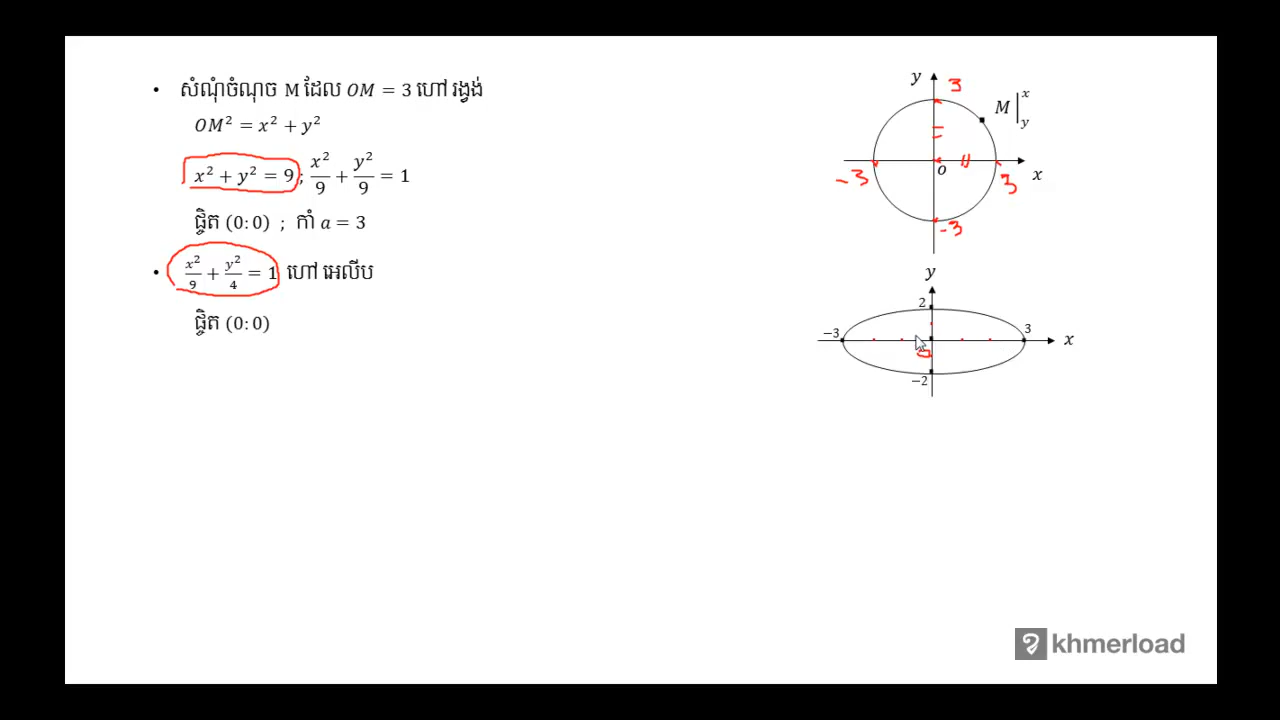 • សំណុំចំណុច M ដែល OM = 3 ហៅ រង្វង់
OM² = x² + y²
x² + y² = 9 ; x²/9 + y²/9 = 1
ផ្ចិត (0: 0) ; កាំ a = 3
• x²/9 + y²/4 = 1 ហៅ អេលីប
ផ្ចិត (0: 0)
y
3
M | x y
-3
o
3
x
-3
y
2
−3
3
x
−2
khmerload